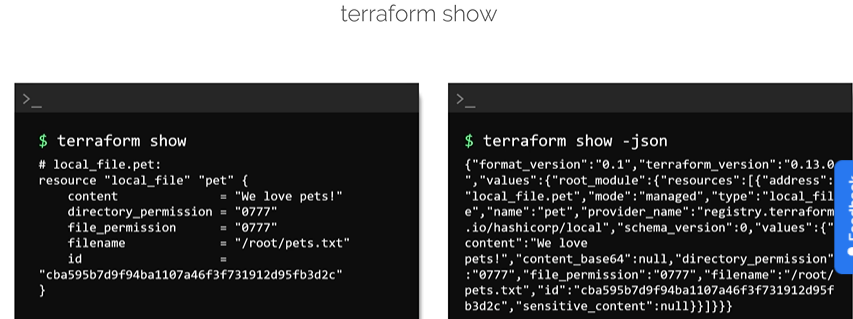 terraform show
>_
$ terraform show
# local_file.pet:
resource "local_file" "pet" {
content = "We love pets!"
directory_permission = "0777"
file_permission = "0777"
filename = "/root/pets.txt"
id =
"cba595b7d9f94ba1107a46f3f731912d95fb3d2c"
}
>_
$ terraform show -json
{"format_version":"0.1","terraform_version":"0.13.0
","values":{"root_module":{"resources":[{"address":
"local_file.pet","mode":"managed","type":"local_fil
e","name":"pet","provider_name":"registry.terraform
.io/hashicorp/local","schema_version":0,"values":{"
content":"We love
pets!","content_base64":null,"directory_permission"
:"0777","file_permission":"0777","filename":"/root/
pets.txt","id":"cba595b7d9f94ba1107a46f3f731912d95f
b3d2c","sensitive_content":null}}]}}}
Feedback